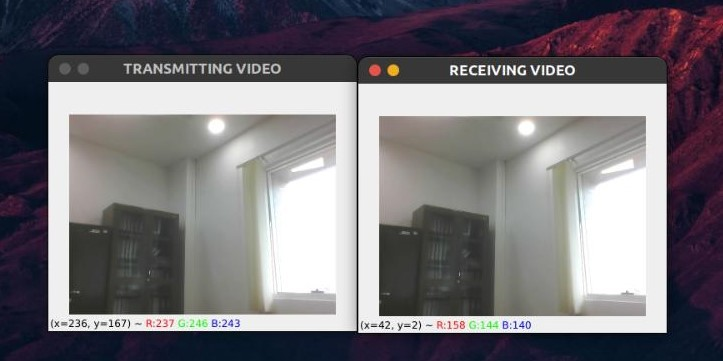 TRANSMITTING VIDEO
(x=236, y=167) ~ R:237 G:246 B:243
RECEIVING VIDEO
(x=42, y=2) ~ R:158 G:144 B:140